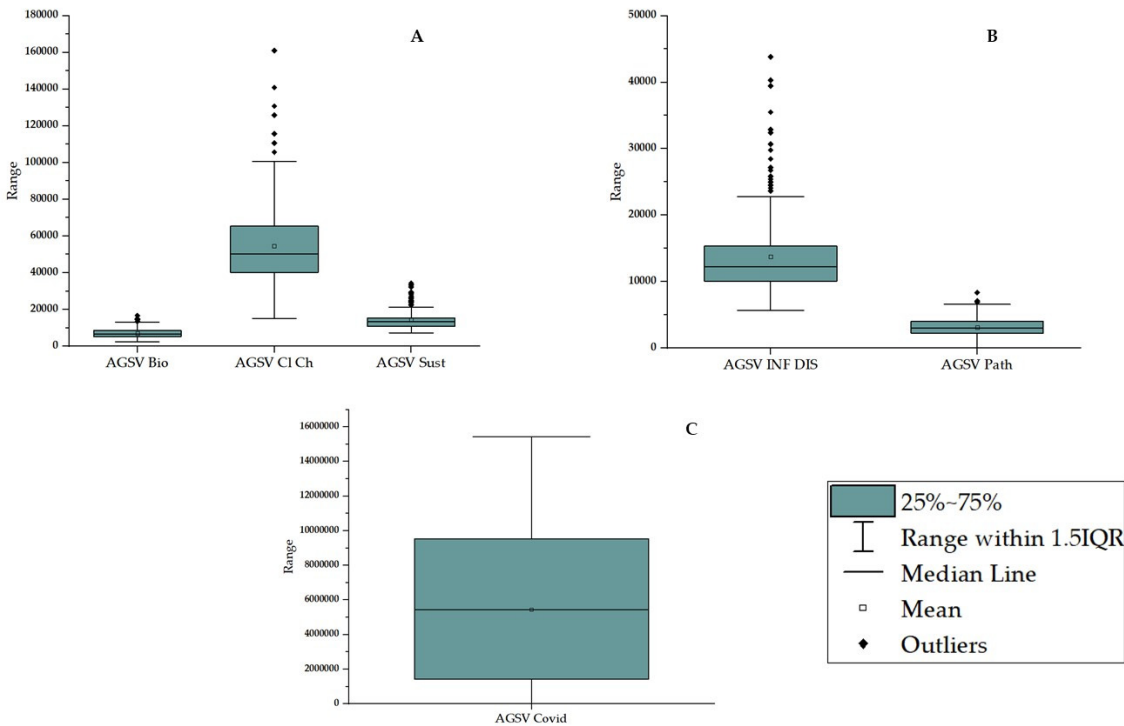 A
Range
180000
160000
140000
120000
100000
80000
60000
40000
20000
0
AGSV Bio
AGSV Cl Ch
AGSV Sust
B
Range
50000
40000
30000
20000
10000
0
AGSV INF DIS
AGSV Path
C
Range
16000000
14000000
12000000
10000000
8000000
6000000
4000000
2000000
0
AGSV Covid
25%~75%
Range within 1.5IQR
Median Line
Mean
Outliers